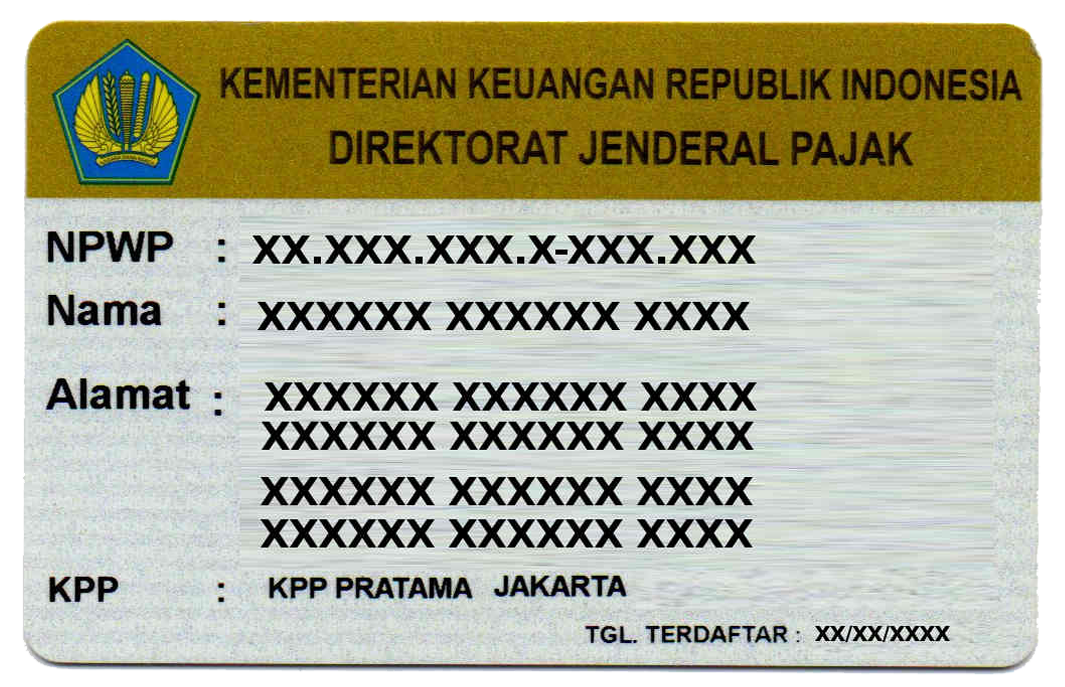 KEMENTERIAN KEUANGAN REPUBLIK INDONESIA
DIREKTORAT JENDERAL PAJAK
NPWP : XX.XXX.XXX.X-XXX.XXX
Nama : XXXXXX XXXXXX XXXX
Alamat : XXXXXX XXXXXX XXXX
XXXXXX XXXXXX XXXX
XXXXXX XXXXXX XXXX
XXXXXX XXXXXX XXXX
KPP : KPP PRATAMA JAKARTA
TGL. TERDAFTAR : XX/XX/XXXX